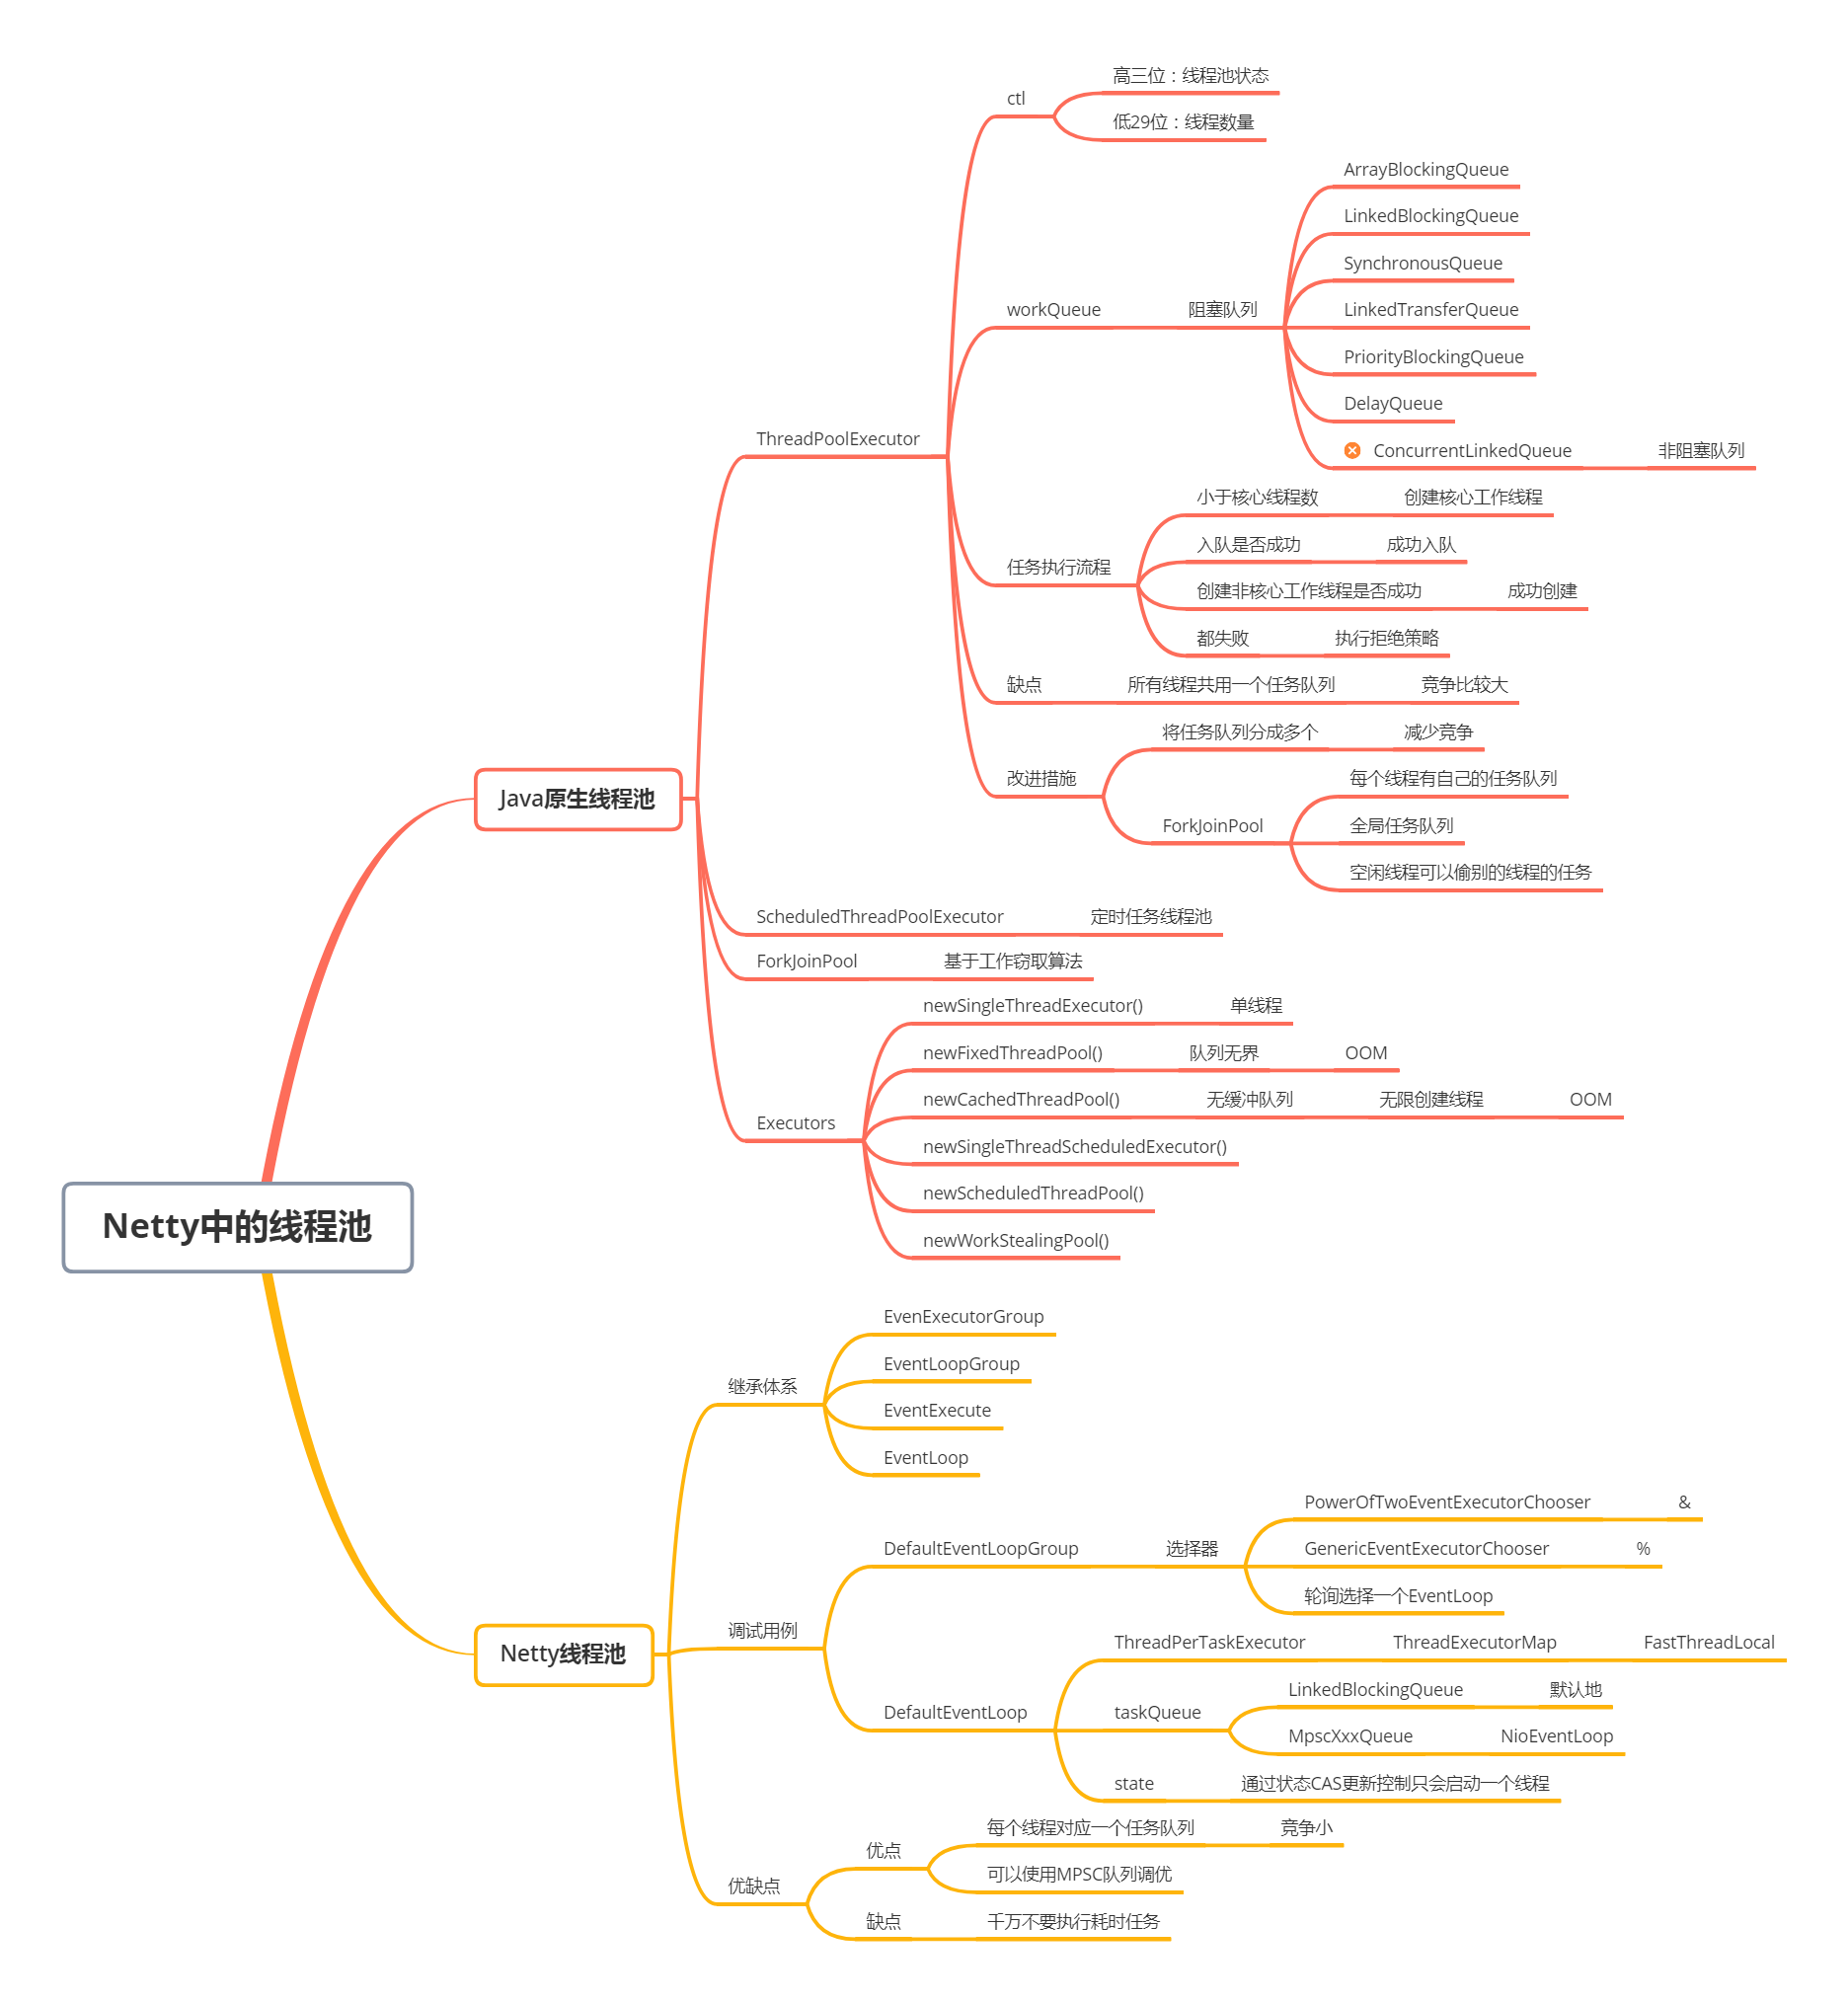 Netty中的线程池
Java原生线程池
ThreadPoolExecutor
ctl
高三位：线程池状态
低29位：线程数量
workQueue
阻塞队列
ArrayBlockingQueue
LinkedBlockingQueue
SynchronousQueue
LinkedTransferQueue
PriorityBlockingQueue
DelayQueue
ConcurrentLinkedQueue
非阻塞队列
任务执行流程
小于核心线程数
创建核心工作线程
入队是否成功
成功入队
创建非核心工作线程是否成功
成功创建
都失败
执行拒绝策略
缺点
所有线程共用一个任务队列
竞争比较大
改进措施
将任务队列分成多个
减少竞争
ForkJoinPool
每个线程有自己的任务队列
全局任务队列
空闲线程可以偷别的线程的任务
ScheduledThreadPoolExecutor
定时任务线程池
ForkJoinPool
基于工作窃取算法
Executors
newSingleThreadExecutor()
单线程
newFixedThreadPool()
队列无界
OOM
newCachedThreadPool()
无缓冲队列
无限创建线程
OOM
newSingleThreadScheduledExecutor()
newScheduledThreadPool()
newWorkStealingPool()
Netty线程池
继承体系
EvenExecutorGroup
EventLoopGroup
EventExecute
EventLoop
调试用例
DefaultEventLoopGroup
选择器
PowerOfTwoEventExecutorChooser
&
GenericEventExecutorChooser
%
轮询选择一个EventLoop
DefaultEventLoop
ThreadPerTaskExecutor
ThreadExecutorMap
FastThreadLocal
taskQueue
LinkedBlockingQueue
默认地
MpscXxxQueue
NioEventLoop
state
通过状态CAS更新控制只会启动一个线程
优缺点
优点
每个线程对应一个任务队列
竞争小
可以使用MPSC队列调优
缺点
千万不要执行耗时任务